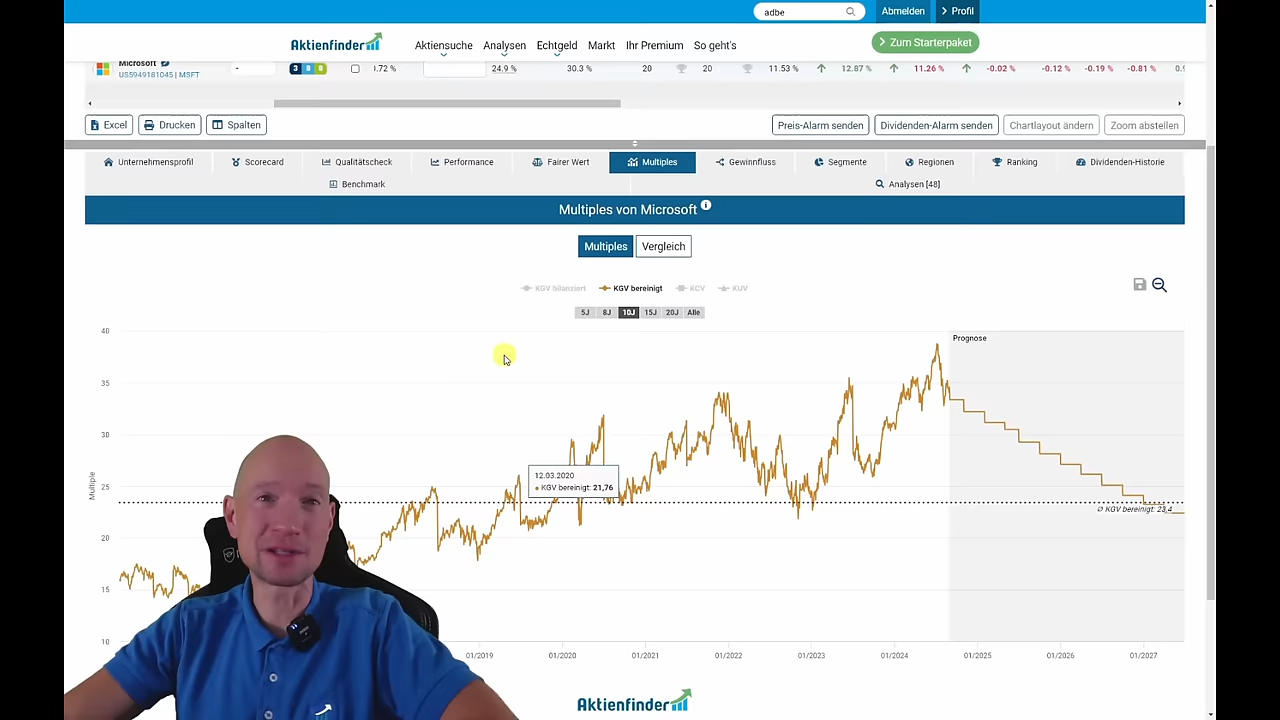 adbe
Abmelden
Profil
Aktienfinder
Aktiensuche
Analysen
Echtgeld
Markt
Ihr Premium
So geht's
Zum Starterpaket
Microsoft
US5949181045 | MSFT
-
3 8 9
1.72 %
24.9 %
30.3 %
20
20
11.53 %
12.87 %
11.26 %
-0.02 %
-0.12 %
-0.19 %
-0.81 %
Excel
Drucken
Spalten
Preis-Alarm senden
Dividenden-Alarm senden
Chartlayout ändern
Zoom abstellen
Unternehmensprofil
Scorecard
Qualitätscheck
Performance
Fairer Wert
Multiples
Gewinnfluss
Segmente
Regionen
Ranking
Dividenden-Historie
Benchmark
Analysen [48]
Multiples von Microsoft
Multiples
Vergleich
KGV bilanziert
KGV bereinigt
KCV
KUV
5J
8J
10J
15J
20J
Alle
40
Prognose
35
30
12.03.2020
KGV bereinigt: 21,76
Multiple
25
Ø KGV bereinigt: 23,4
20
15
10
01/2019
01/2020
01/2021
01/2022
01/2023
01/2024
01/2025
01/2026
01/2027
Aktienfinder